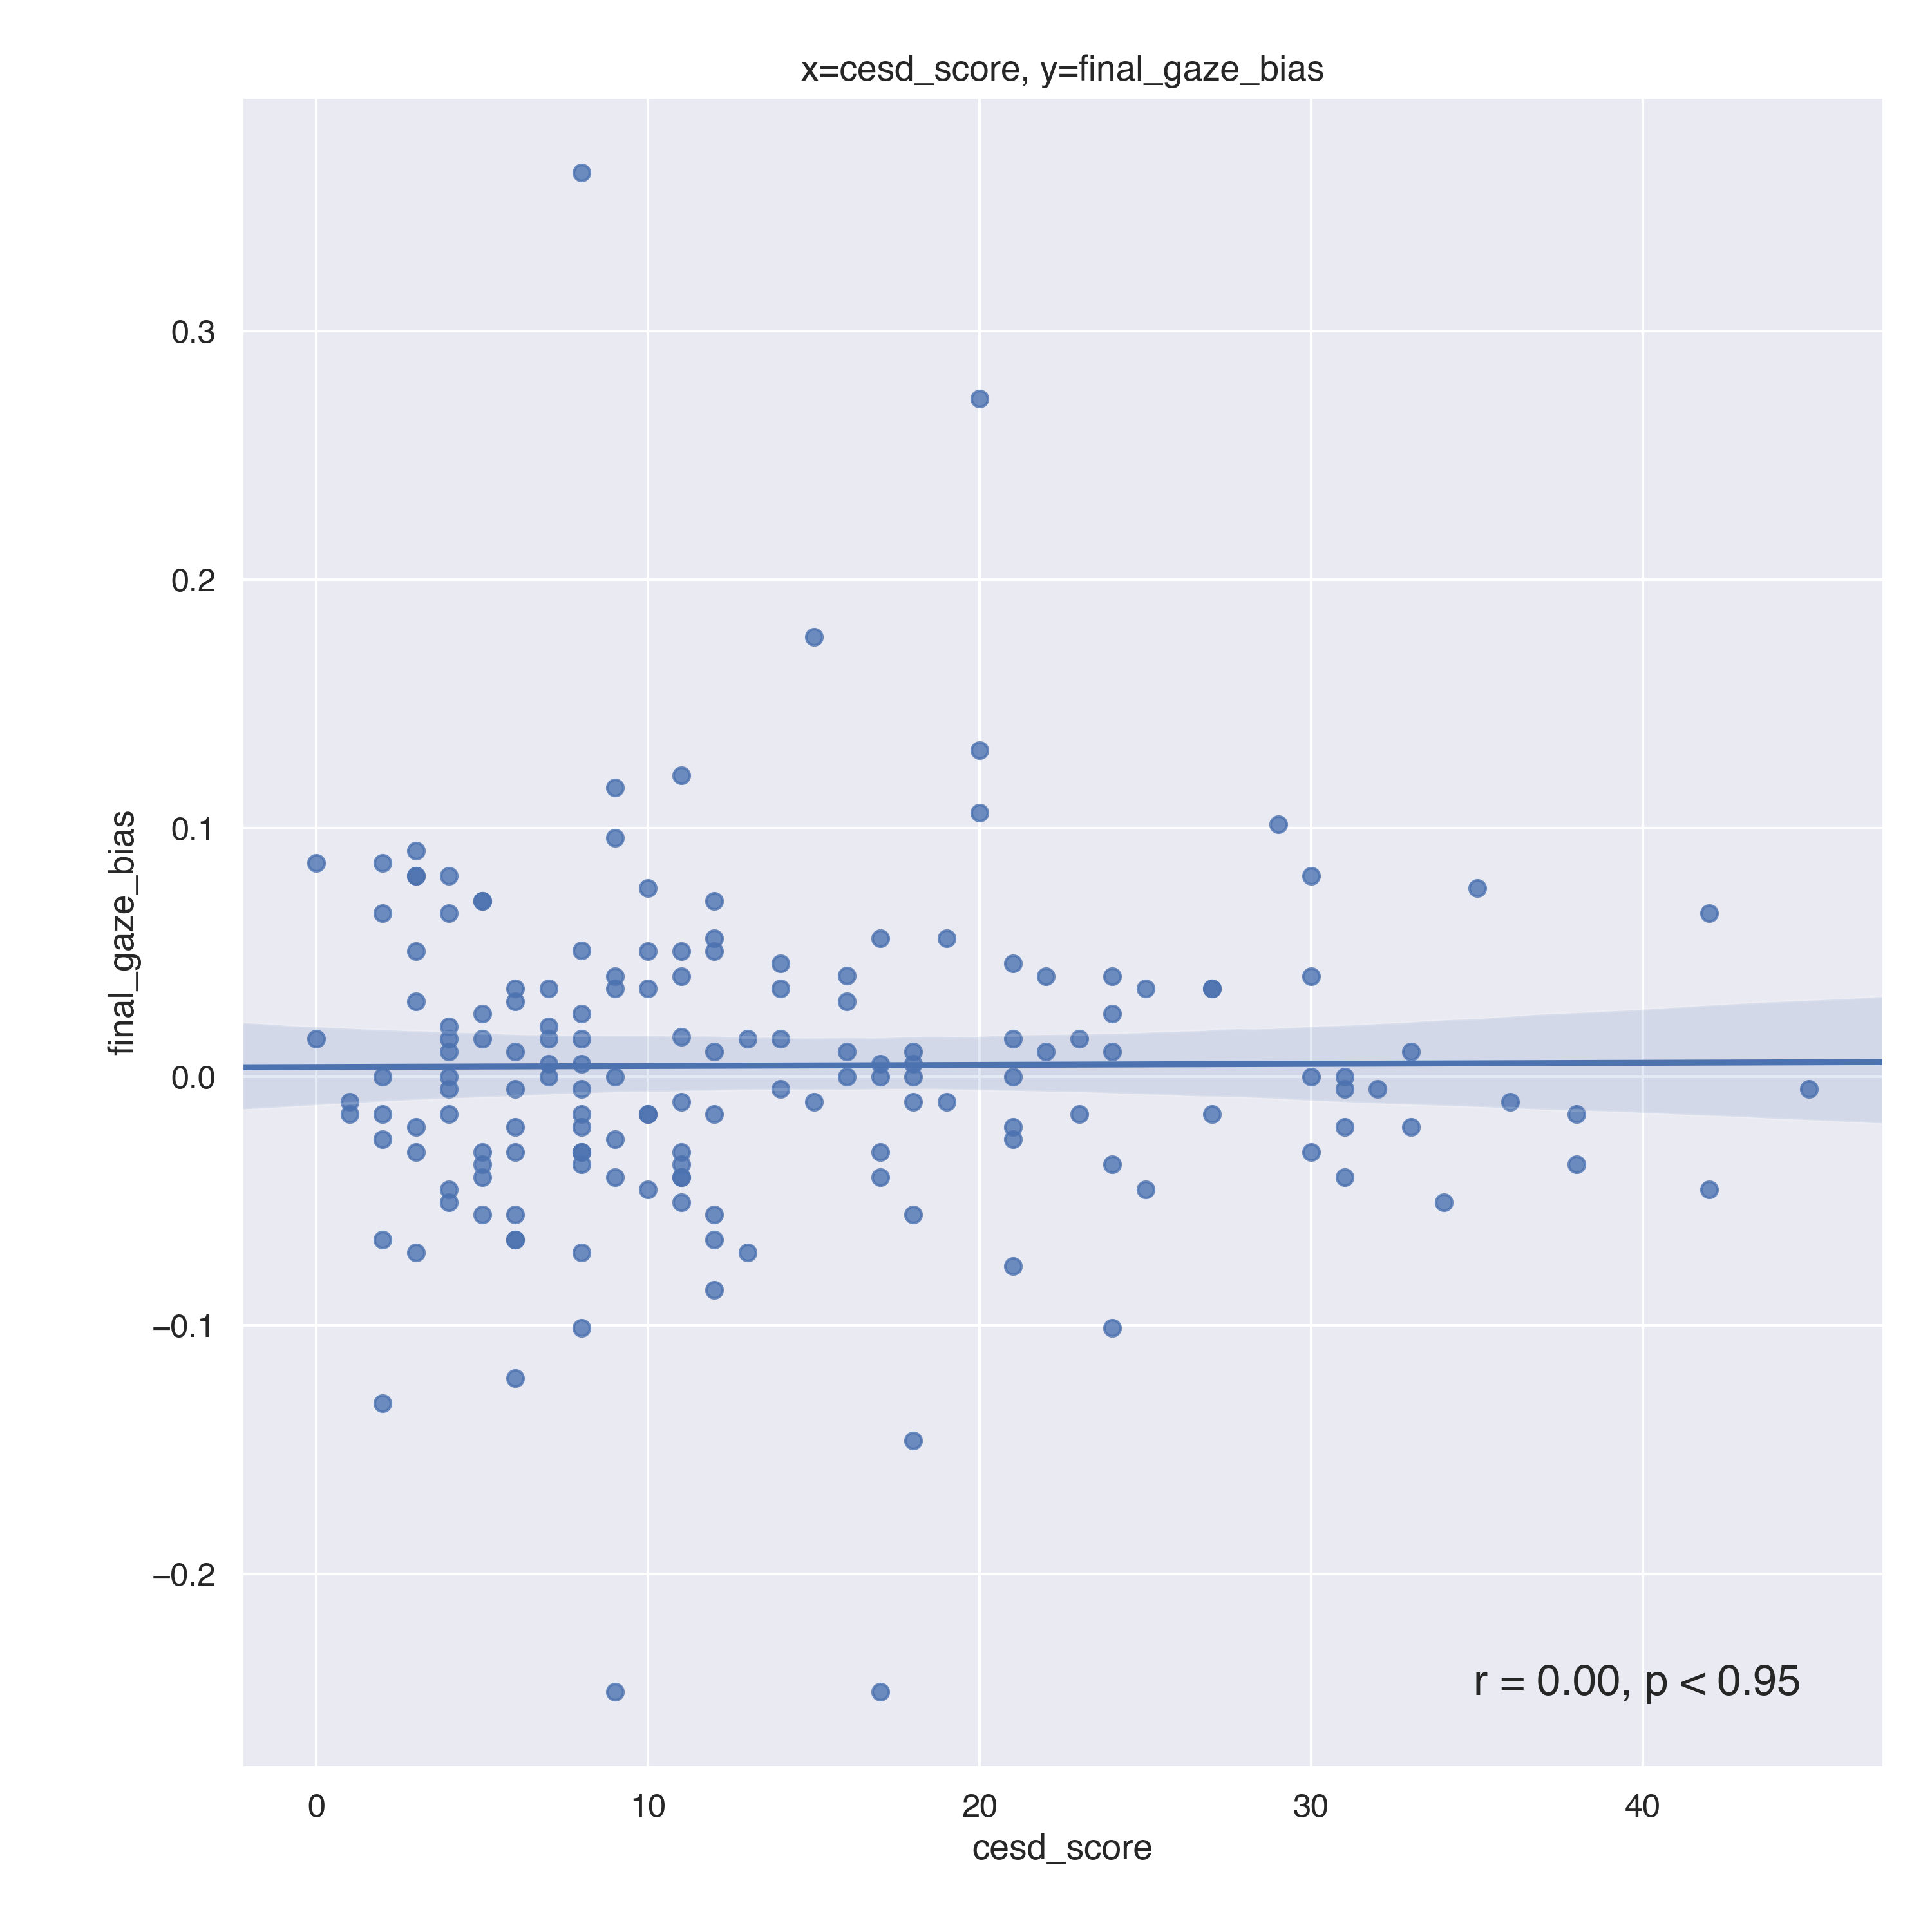 x=cesd_score, y=final_gaze_bias
final_gaze_bias
0.3
0.2
0.1
0.0
−0.1
−0.2
r = 0.00, p < 0.95
0 10 20 30 40
cesd_score